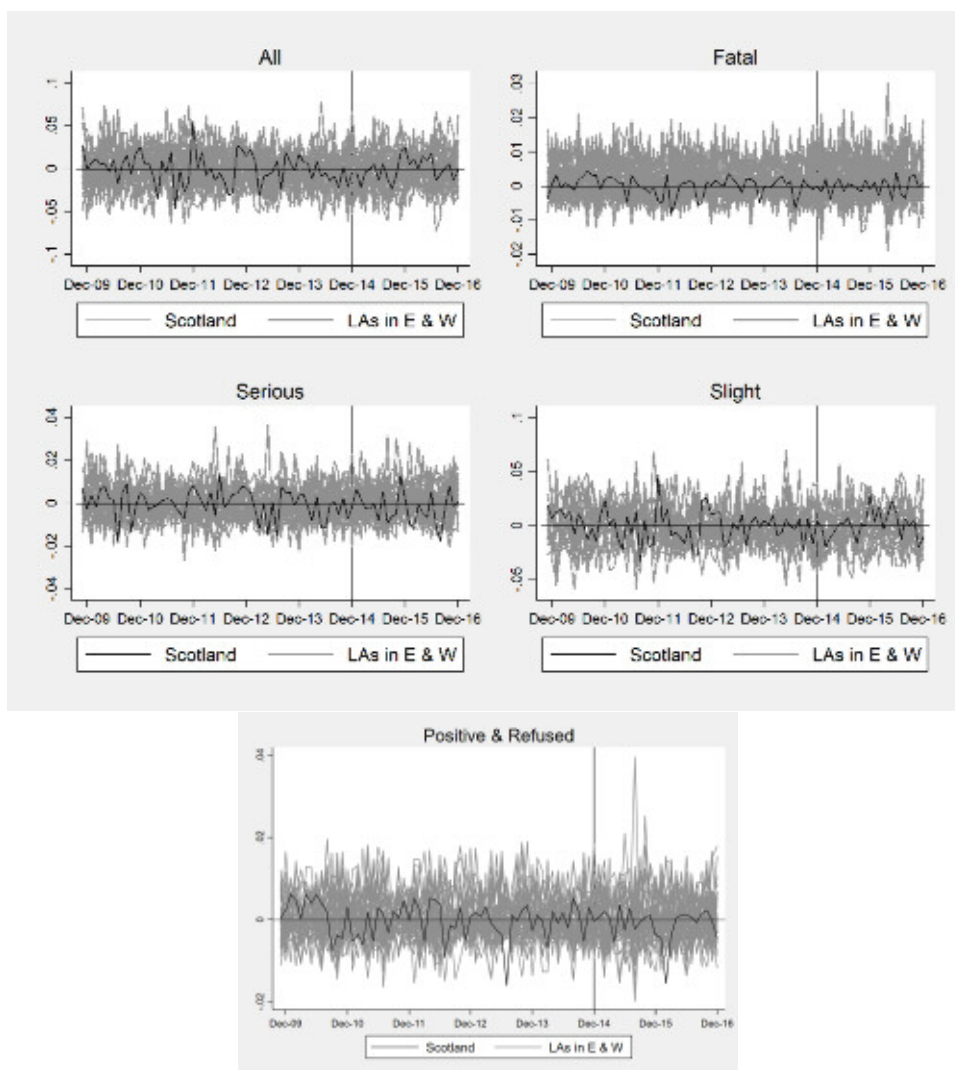 All
Fatal
.1
.05
0
-.05
-.1
.03
.02
.01
0
-.01
-.02
Dec-09 Dec-10 Dec-11 Dec-12 Dec-13 Dec-14 Dec-15 Dec-16
Dec-09 Dec-10 Dec-11 Dec-12 Dec-13 Dec-14 Dec-15 Dec-16
Scotland LAs in E & W
Scotland LAs in E & W
Serious
Slight
.04
.02
0
-.02
-.04
.1
.05
0
-.05
Dec-09 Dec-10 Dec-11 Dec-12 Dec-13 Dec-14 Dec-15 Dec-16
Dec-09 Dec-10 Dec-11 Dec-12 Dec-13 Dec-14 Dec-15 Dec-16
Scotland LAs in E & W
Scotland LAs in E & W
Positive & Refused
.04
.02
0
-.02
Dec-09 Dec-10 Dec-11 Dec-12 Dec-13 Dec-14 Dec-15 Dec-16
Scotland LAs in E & W